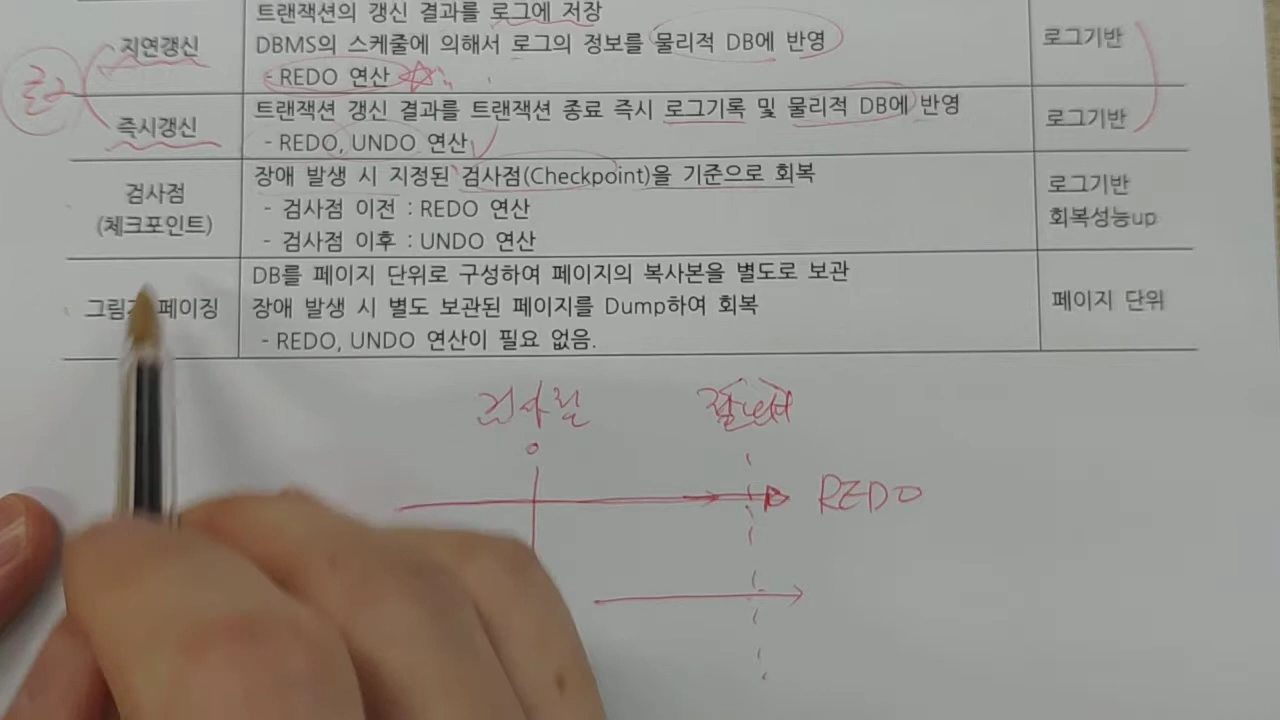 트랜잭션의 갱신 결과를 로그에 저장
지연갱신
DBMS의 스케줄에 의해서 로그의 정보를 물리적 DB에 반영
로그기반
- REDO 연산
트랜잭션 갱신 결과를 트랜잭션 종료 즉시 로그기록 및 물리적 DB에 반영
즉시갱신
로그기반
- REDO, UNDO 연산
장애 발생 시 지정된 검사점(Checkpoint)을 기준으로 회복
검사점
(체크포인트)
- 검사점 이전 : REDO 연산
- 검사점 이후 : UNDO 연산
로그기반
회복성능up
DB를 페이지 단위로 구성하여 페이지의 복사본을 별도로 보관
페이징
장애 발생 시 별도 보관된 페이지를 Dump하여 회복
페이지 단위
- REDO, UNDO 연산이 필요 없음.
검사점
REDO